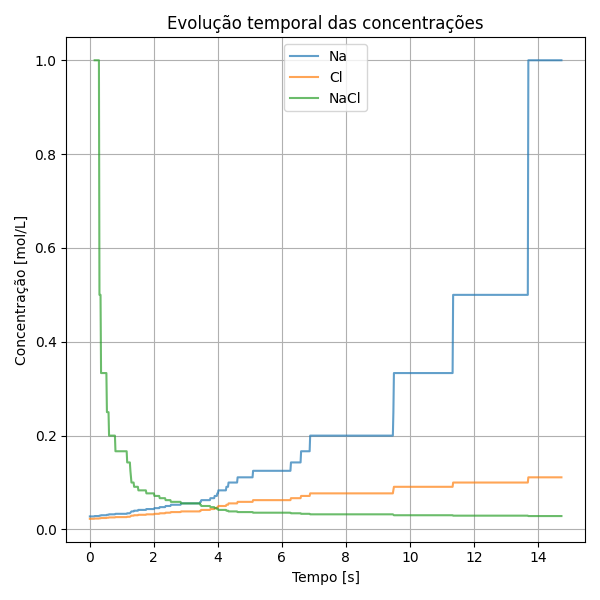 Evolução temporal das concentrações
Na
Cl
NaCl
1.0
0.8
0.6
0.4
0.2
0.0
Concentração [mol/L]
0 2 4 6 8 10 12 14
Tempo [s]